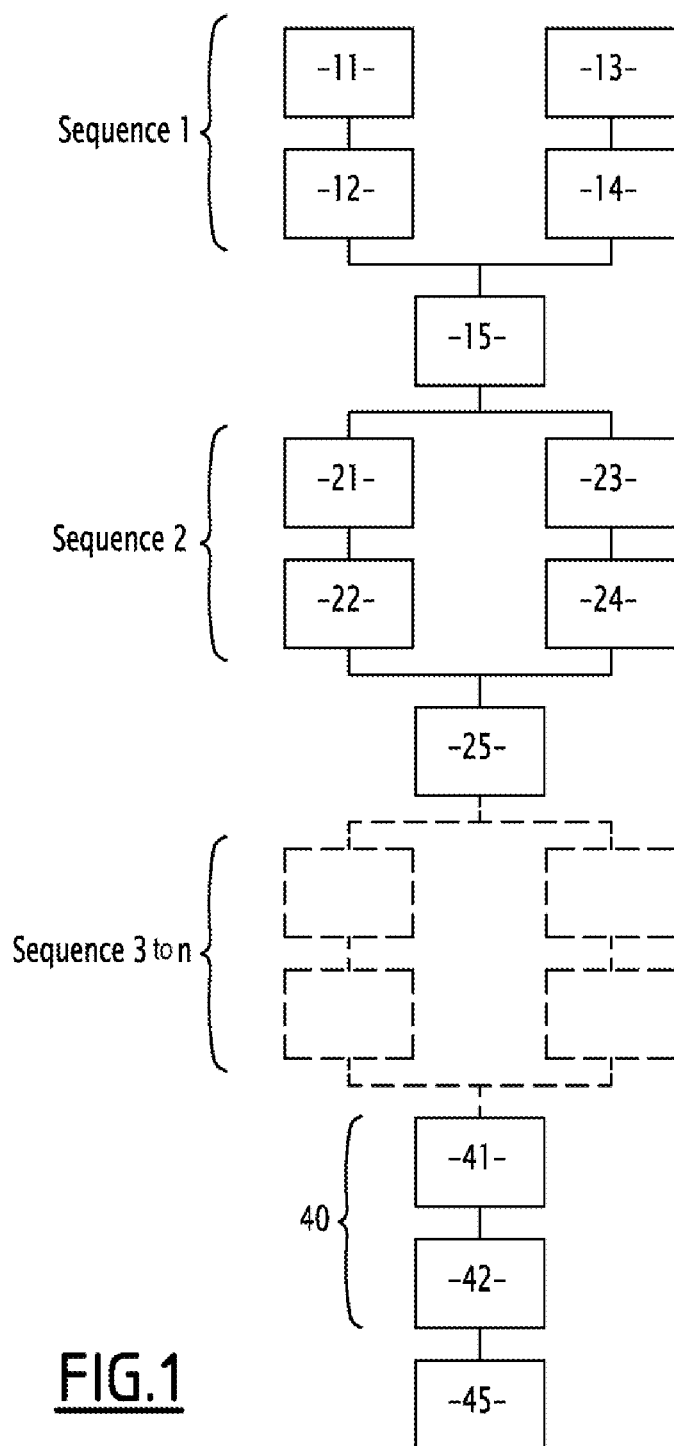 -11- -13-
Sequence 1
-12- -14-
-15-
-21- -23-
Sequence 2
-22- -24-
-25-
Sequence 3 to n
-41-
40
-42-
FIG.1
-45-